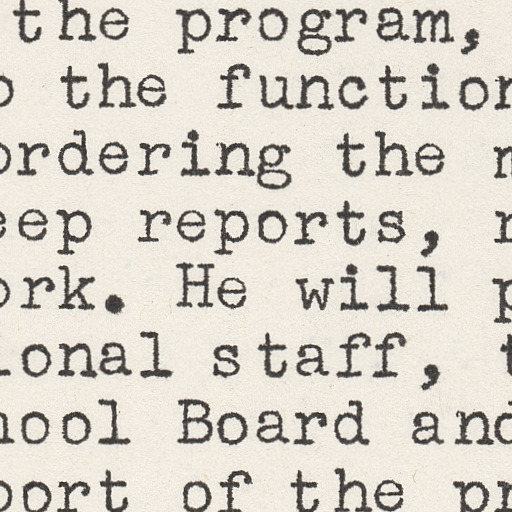 the program,
o the function
ordering the m
eep reports, r
ork. He will p
ional staff, t
hool Board and
port of the pr